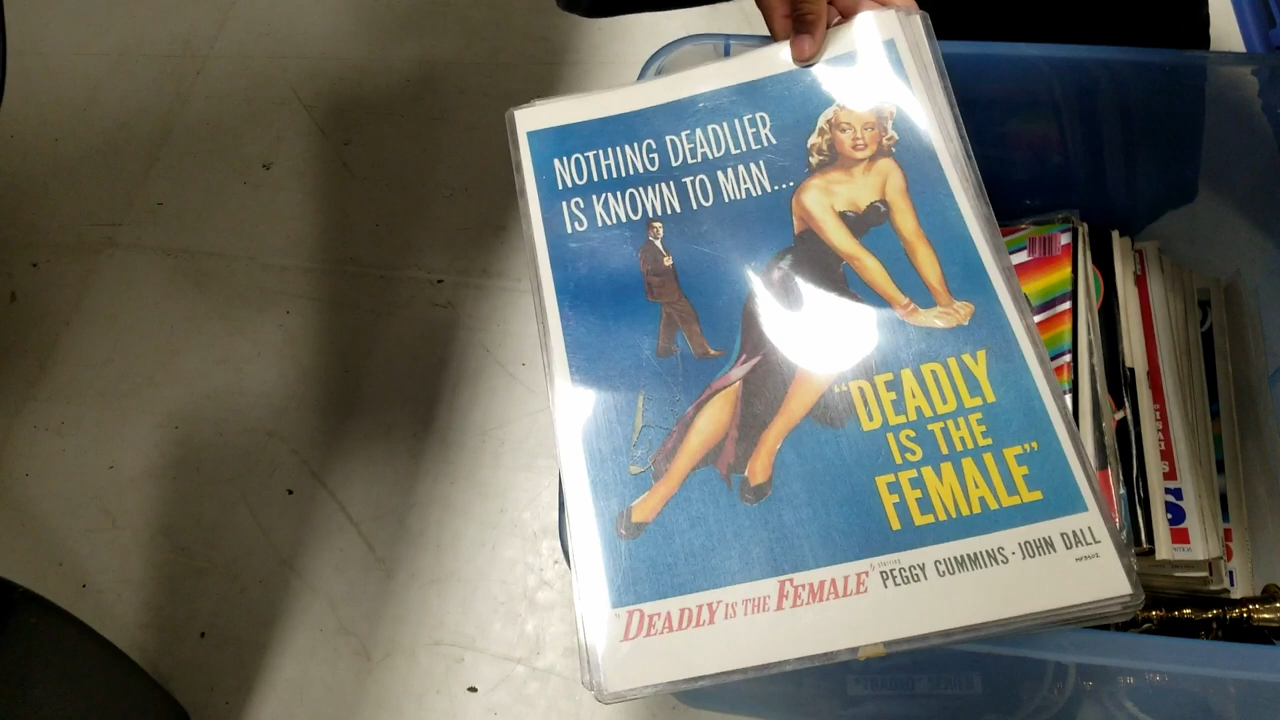 NOTHING DEADLIER
IS KNOWN TO MAN...
"DEADLY
IS THE
FEMALE"
"DEADLY IS THE FEMALE" starring PEGGY CUMMINS · JOHN DALL